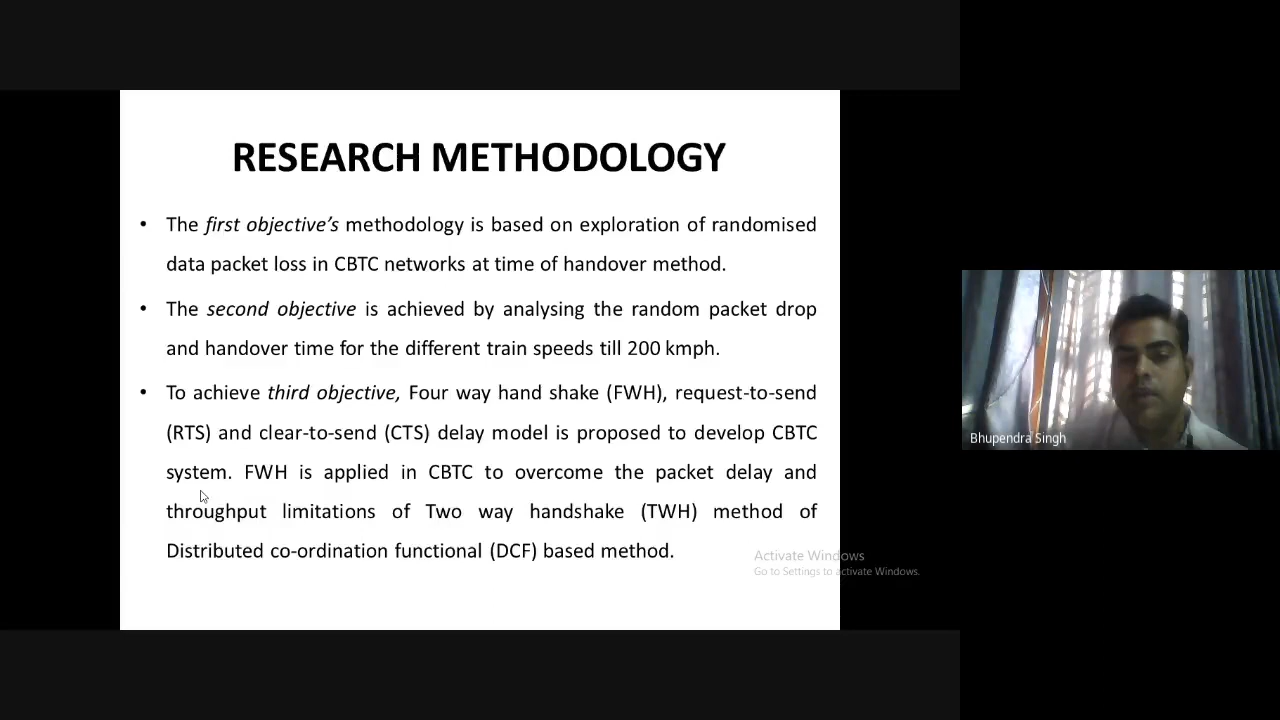 RESEARCH METHODOLOGY
• The first objective's methodology is based on exploration of randomised
data packet loss in CBTC networks at time of handover method.
• The second objective is achieved by analysing the random packet drop
and handover time for the different train speeds till 200 kmph.
• To achieve third objective, Four way hand shake (FWH), request-to-send
(RTS) and clear-to-send (CTS) delay model is proposed to develop CBTC
system. FWH is applied in CBTC to overcome the packet delay and
throughput limitations of Two way handshake (TWH) method of
Distributed co-ordination functional (DCF) based method.
Activate Windows
Go to Settings to activate Windows.
Bhupendra Singh